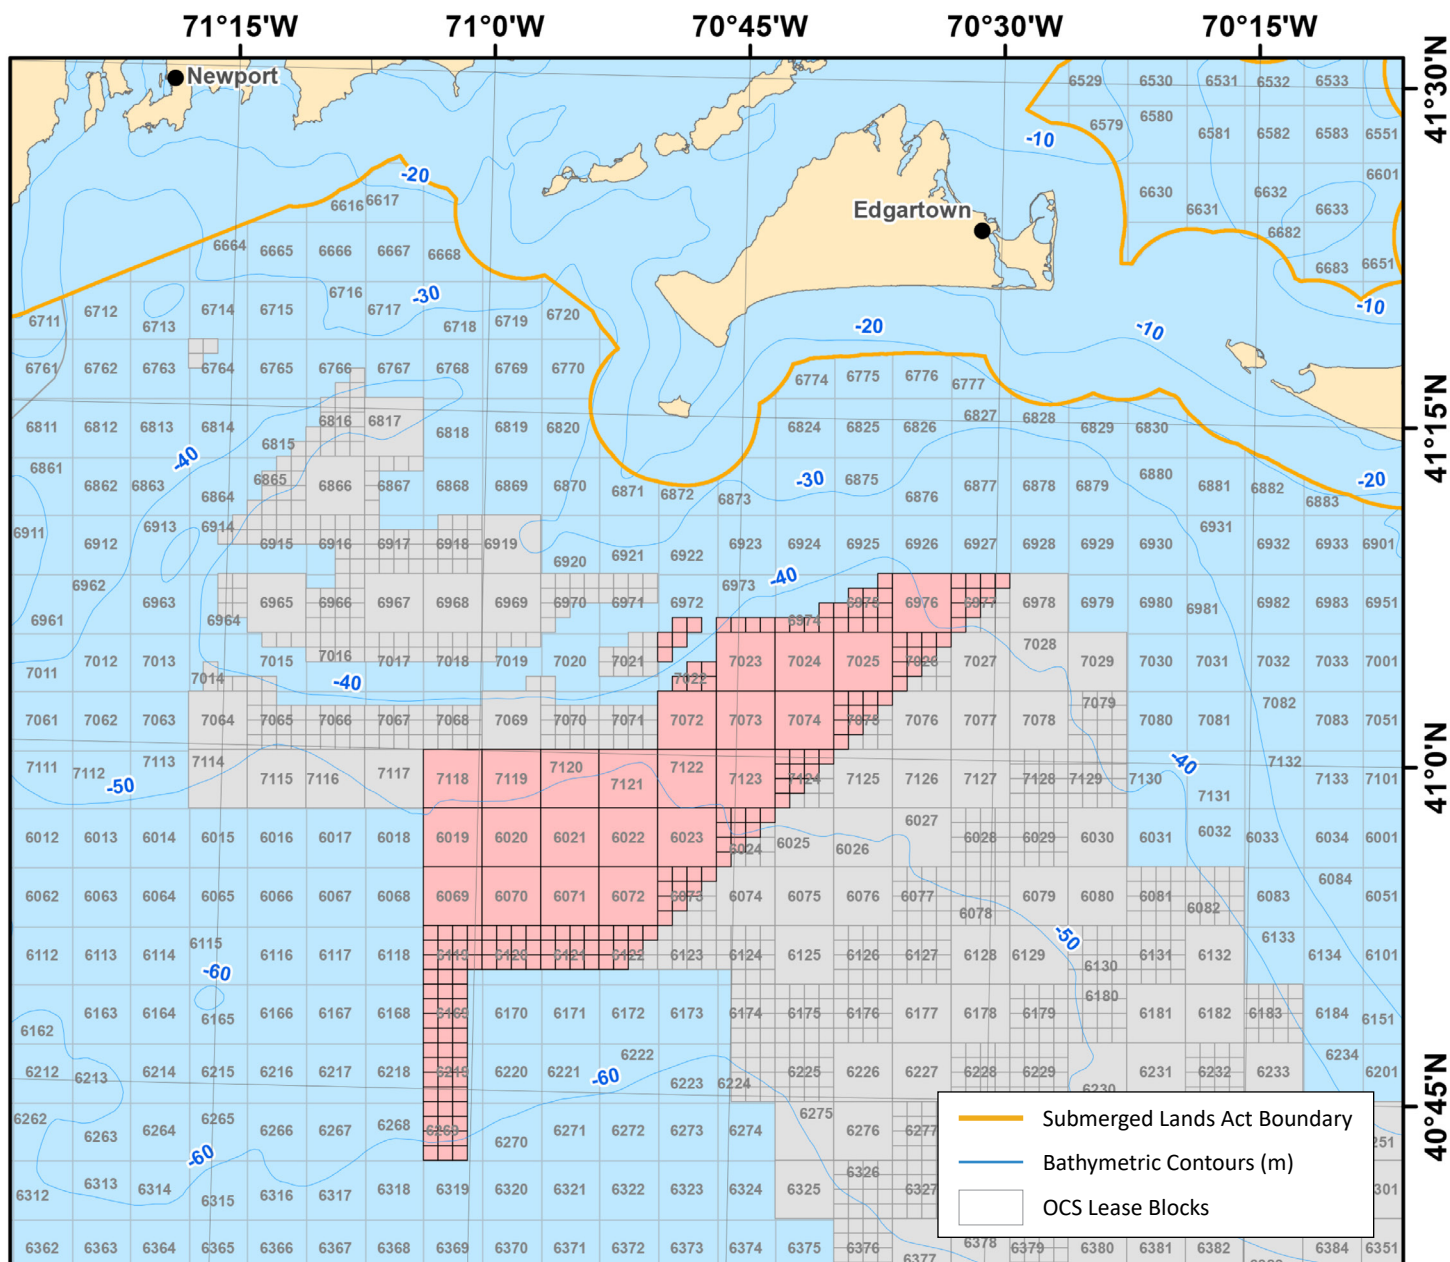 71°15'W 71°0'W 70°45'W 70°30'W 70°15'W
41°30'N
41°15'N
41°0'N
40°45'N
Newport
Edgartown
6529 6530 6531 6532 6533
6579 6580 6581 6582 6583 6551
-10
-20
6616 6617 6630 6631 6632 6633 6601
6682
6664 6665 6666 6667 6668 6683 6651
-30
6711 6712 6713 6714 6715 6716 6717 6718 6719 6720
-20 -10 -10
6761 6762 6763 6764 6765 6766 6767 6768 6769 6770 6774 6775 6776 6777
6811 6812 6813 6814 6815 6816 6817 6818 6819 6820 6824 6825 6826 6827 6828 6829 6830
-40
6861 6862 6863 6864 6865 6866 6867 6868 6869 6870 6871 6872 6873 -30 6875 6876 6877 6878 6879 6880 6881 6882 6883 -20
6911 6912 6913 6914 6915 6916 6917 6918 6919 6920 6921 6922 6923 6924 6925 6926 6927 6928 6929 6930 6931 6932 6933 6901
-40
6961 6962 6963 6964 6965 6966 6967 6968 6969 6970 6971 6972 6973 6974 6975 6976 6977 6978 6979 6980 6981 6982 6983 6951
7011 7012 7013 7014 7015 7016 7017 7018 7019 7020 7021 7022 7023 7024 7025 7026 7027 7028 7029 7030 7031 7032 7033 7001
-40
7061 7062 7063 7064 7065 7066 7067 7068 7069 7070 7071 7072 7073 7074 7075 7076 7077 7078 7079 7080 7081 7082 7083 7051
7111 7112 7113 7114 7115 7116 7117 7118 7119 7120 7121 7122 7123 7124 7125 7126 7127 7128 7129 7130 7131 7132 7133 7101
-50 -40
6012 6013 6014 6015 6016 6017 6018 6019 6020 6021 6022 6023 6024 6025 6026 6027 6028 6029 6030 6031 6032 6033 6034 6001
6062 6063 6064 6065 6066 6067 6068 6069 6070 6071 6072 6073 6074 6075 6076 6077 6078 6079 6080 6081 6082 6083 6084 6051
-50
6112 6113 6114 6115 6116 6117 6118 6119 6120 6121 6122 6123 6124 6125 6126 6127 6128 6129 6130 6131 6132 6133 6134 6101
-60
6162 6163 6164 6165 6166 6167 6168 6169 6170 6171 6172 6173 6174 6175 6176 6177 6178 6179 6180 6181 6182 6183 6184 6151
6212 6213 6214 6215 6216 6217 6218 6219 6220 6221 6222 6223 6224 6225 6226 6227 6228 6229 6230 6231 6232 6233 6234 6201
-60
6262 6263 6264 6265 6266 6267 6268 6269 6270 6271 6272 6273 6274 6275 6276 6277 251
-60
6312 6313 6314 6315 6316 6317 6318 6319 6320 6321 6322 6323 6324 6325 6326 6327 301
6362 6363 6364 6365 6366 6367 6368 6369 6370 6371 6372 6373 6374 6375 6376 6377 6378 6379 6380 6381 6382 6384 6351
Submerged Lands Act Boundary
Bathymetric Contours (m)
OCS Lease Blocks